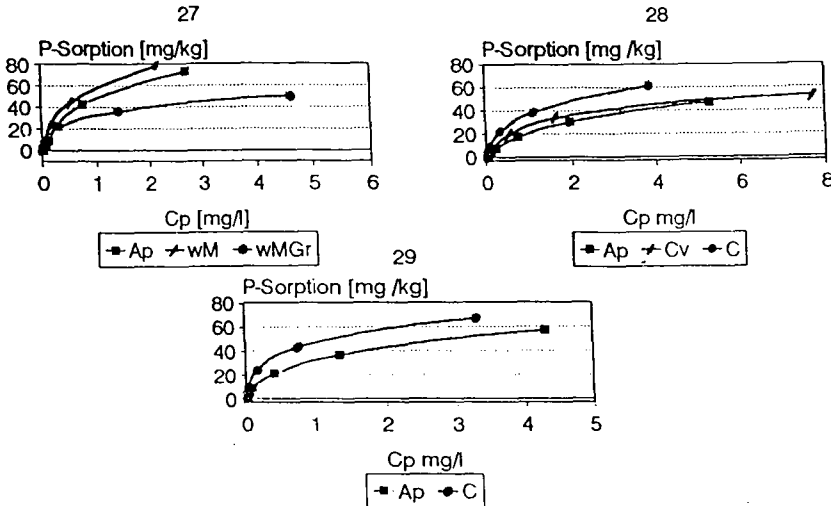 27
P-Sorption [mg/kg]
80
60
40
20
0
0 1 2 3 4 5 6
Cp [mg/l]
Ap wM wMGr
28
P-Sorption [mg /kg]
80
60
40
20
0
0 2 4 6 8
Cp mg/l
Ap Cv C
29
P-Sorption [mg /kg]
80
60
40
20
0
0 1 2 3 4 5
Cp mg/l
Ap C